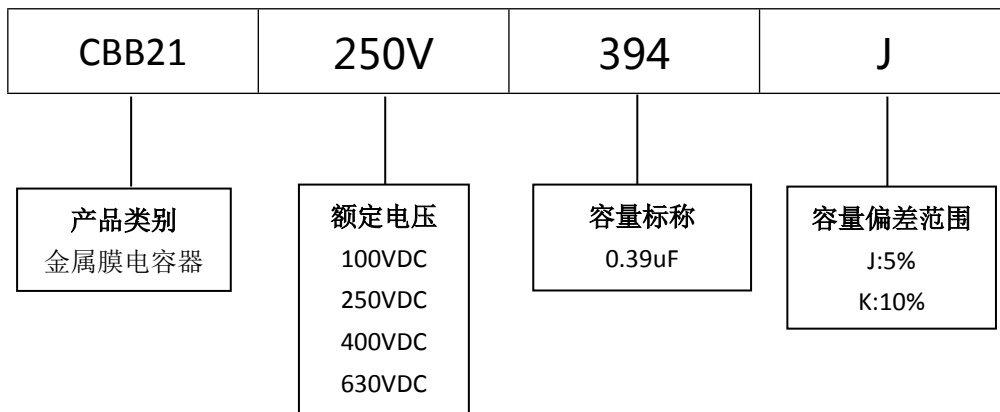 CBB21 250V 394 J
产品类别
金属膜电容器
额定电压
100VDC
250VDC
400VDC
630VDC
容量标称
0.39uF
容量偏差范围
J:5%
K:10%